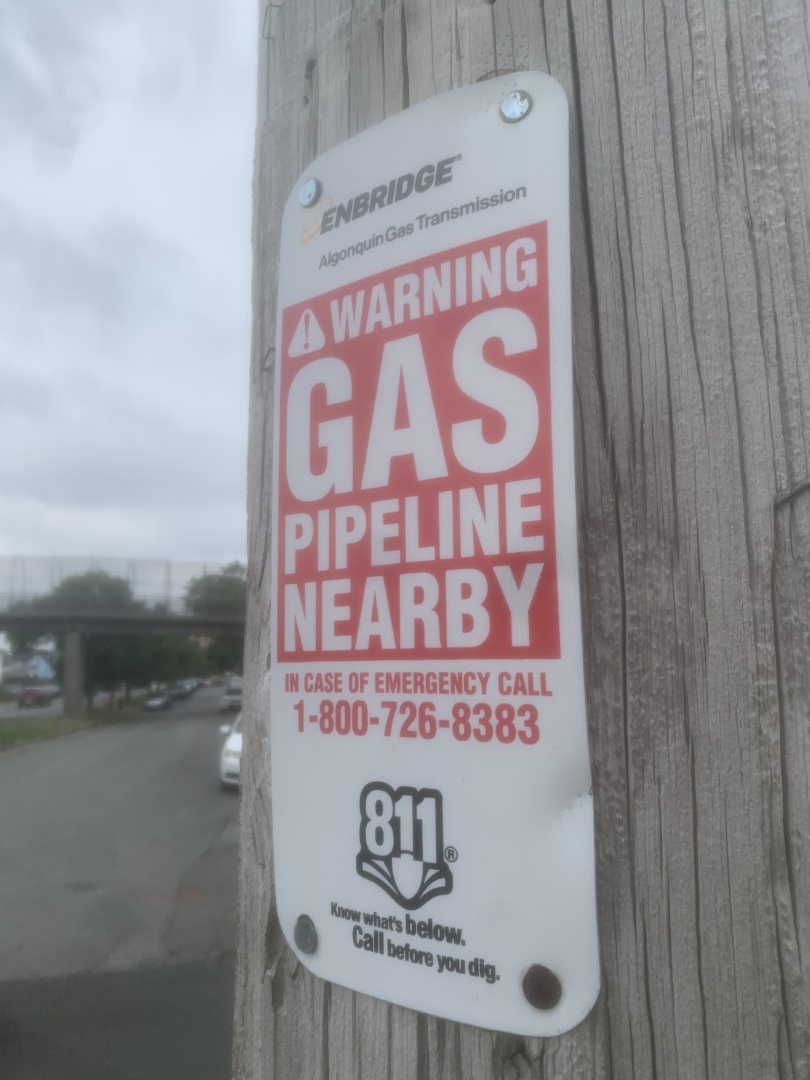 ENBRIDGE®
Algonquin Gas Transmission
WARNING
GAS
PIPELINE
NEARBY
IN CASE OF EMERGENCY CALL
1-800-726-8383
811®
Know what's below.
Call before you dig.